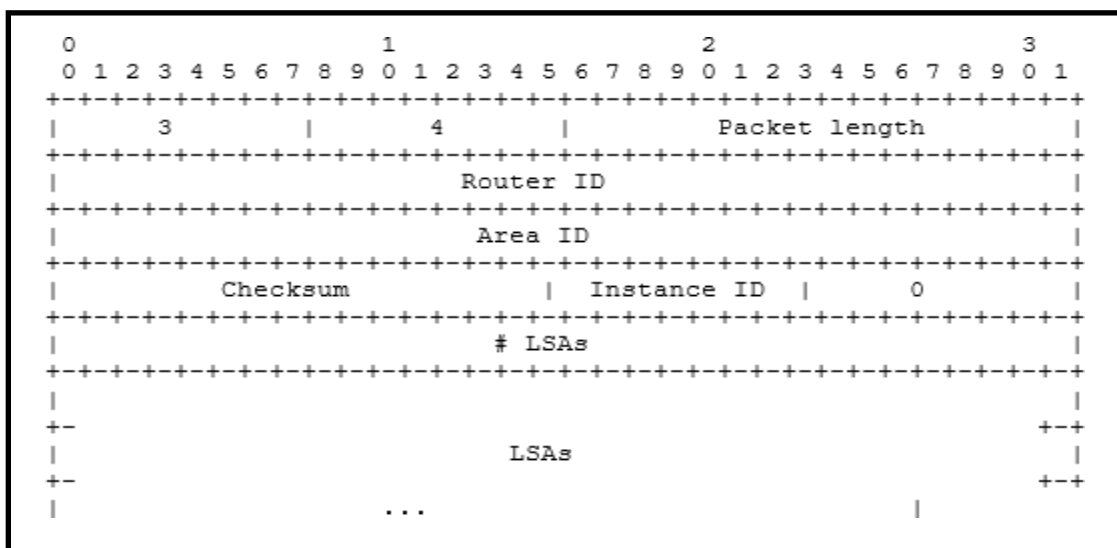 0                   1                   2                   3
0 1 2 3 4 5 6 7 8 9 0 1 2 3 4 5 6 7 8 9 0 1 2 3 4 5 6 7 8 9 0 1
+-+-+-+-+-+-+-+-+-+-+-+-+-+-+-+-+-+-+-+-+-+-+-+-+-+-+-+-+-+-+-+-+
|      3        |       4       |         Packet length         |
+-+-+-+-+-+-+-+-+-+-+-+-+-+-+-+-+-+-+-+-+-+-+-+-+-+-+-+-+-+-+-+-+
|                         Router ID                             |
+-+-+-+-+-+-+-+-+-+-+-+-+-+-+-+-+-+-+-+-+-+-+-+-+-+-+-+-+-+-+-+-+
|                          Area ID                              |
+-+-+-+-+-+-+-+-+-+-+-+-+-+-+-+-+-+-+-+-+-+-+-+-+-+-+-+-+-+-+-+-+
|          Checksum            |  Instance ID  |      0         |
+-+-+-+-+-+-+-+-+-+-+-+-+-+-+-+-+-+-+-+-+-+-+-+-+-+-+-+-+-+-+-+-+
|                           # LSAs                              |
+-+-+-+-+-+-+-+-+-+-+-+-+-+-+-+-+-+-+-+-+-+-+-+-+-+-+-+-+-+-+-+-+
|                                                               |
+-                                                            +-+
|                            LSAs                               |
+-                                                            +-+
|                    ...                              |